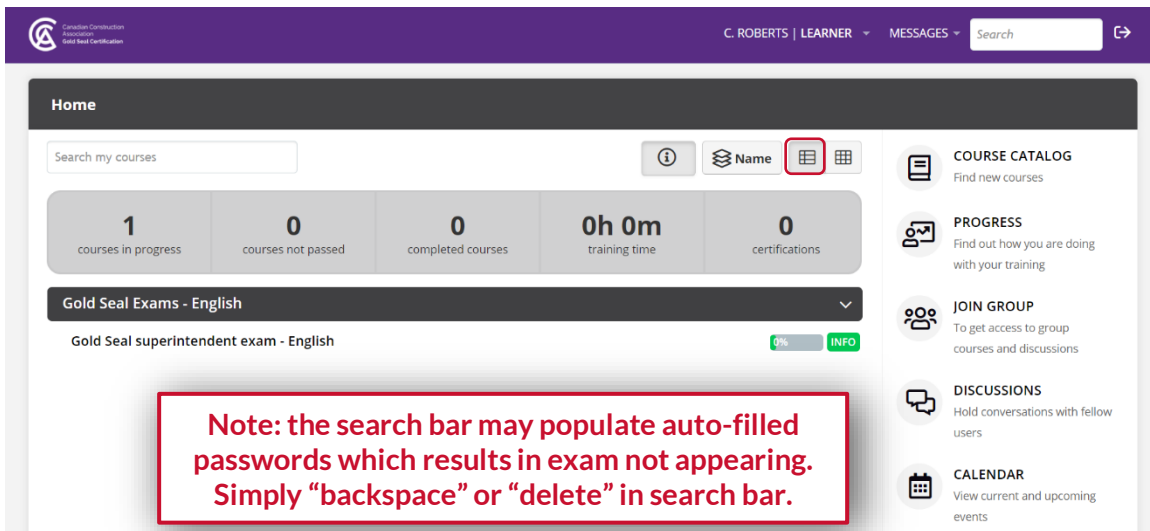 Canadian Construction
Association
Gold Seal Certification
C. ROBERTS | LEARNER
MESSAGES
Search
Home
Search my courses
Name
1
courses in progress
0
courses not passed
0
completed courses
0h 0m
training time
0
certifications
Gold Seal Exams - English
Gold Seal superintendent exam - English
0%
INFO
Note: the search bar may populate auto-filled
passwords which results in exam not appearing.
Simply “backspace” or “delete” in search bar.
COURSE CATALOG
Find new courses
PROGRESS
Find out how you are doing
with your training
JOIN GROUP
To get access to group
courses and discussions
DISCUSSIONS
Hold conversations with fellow
users
CALENDAR
View current and upcoming
events